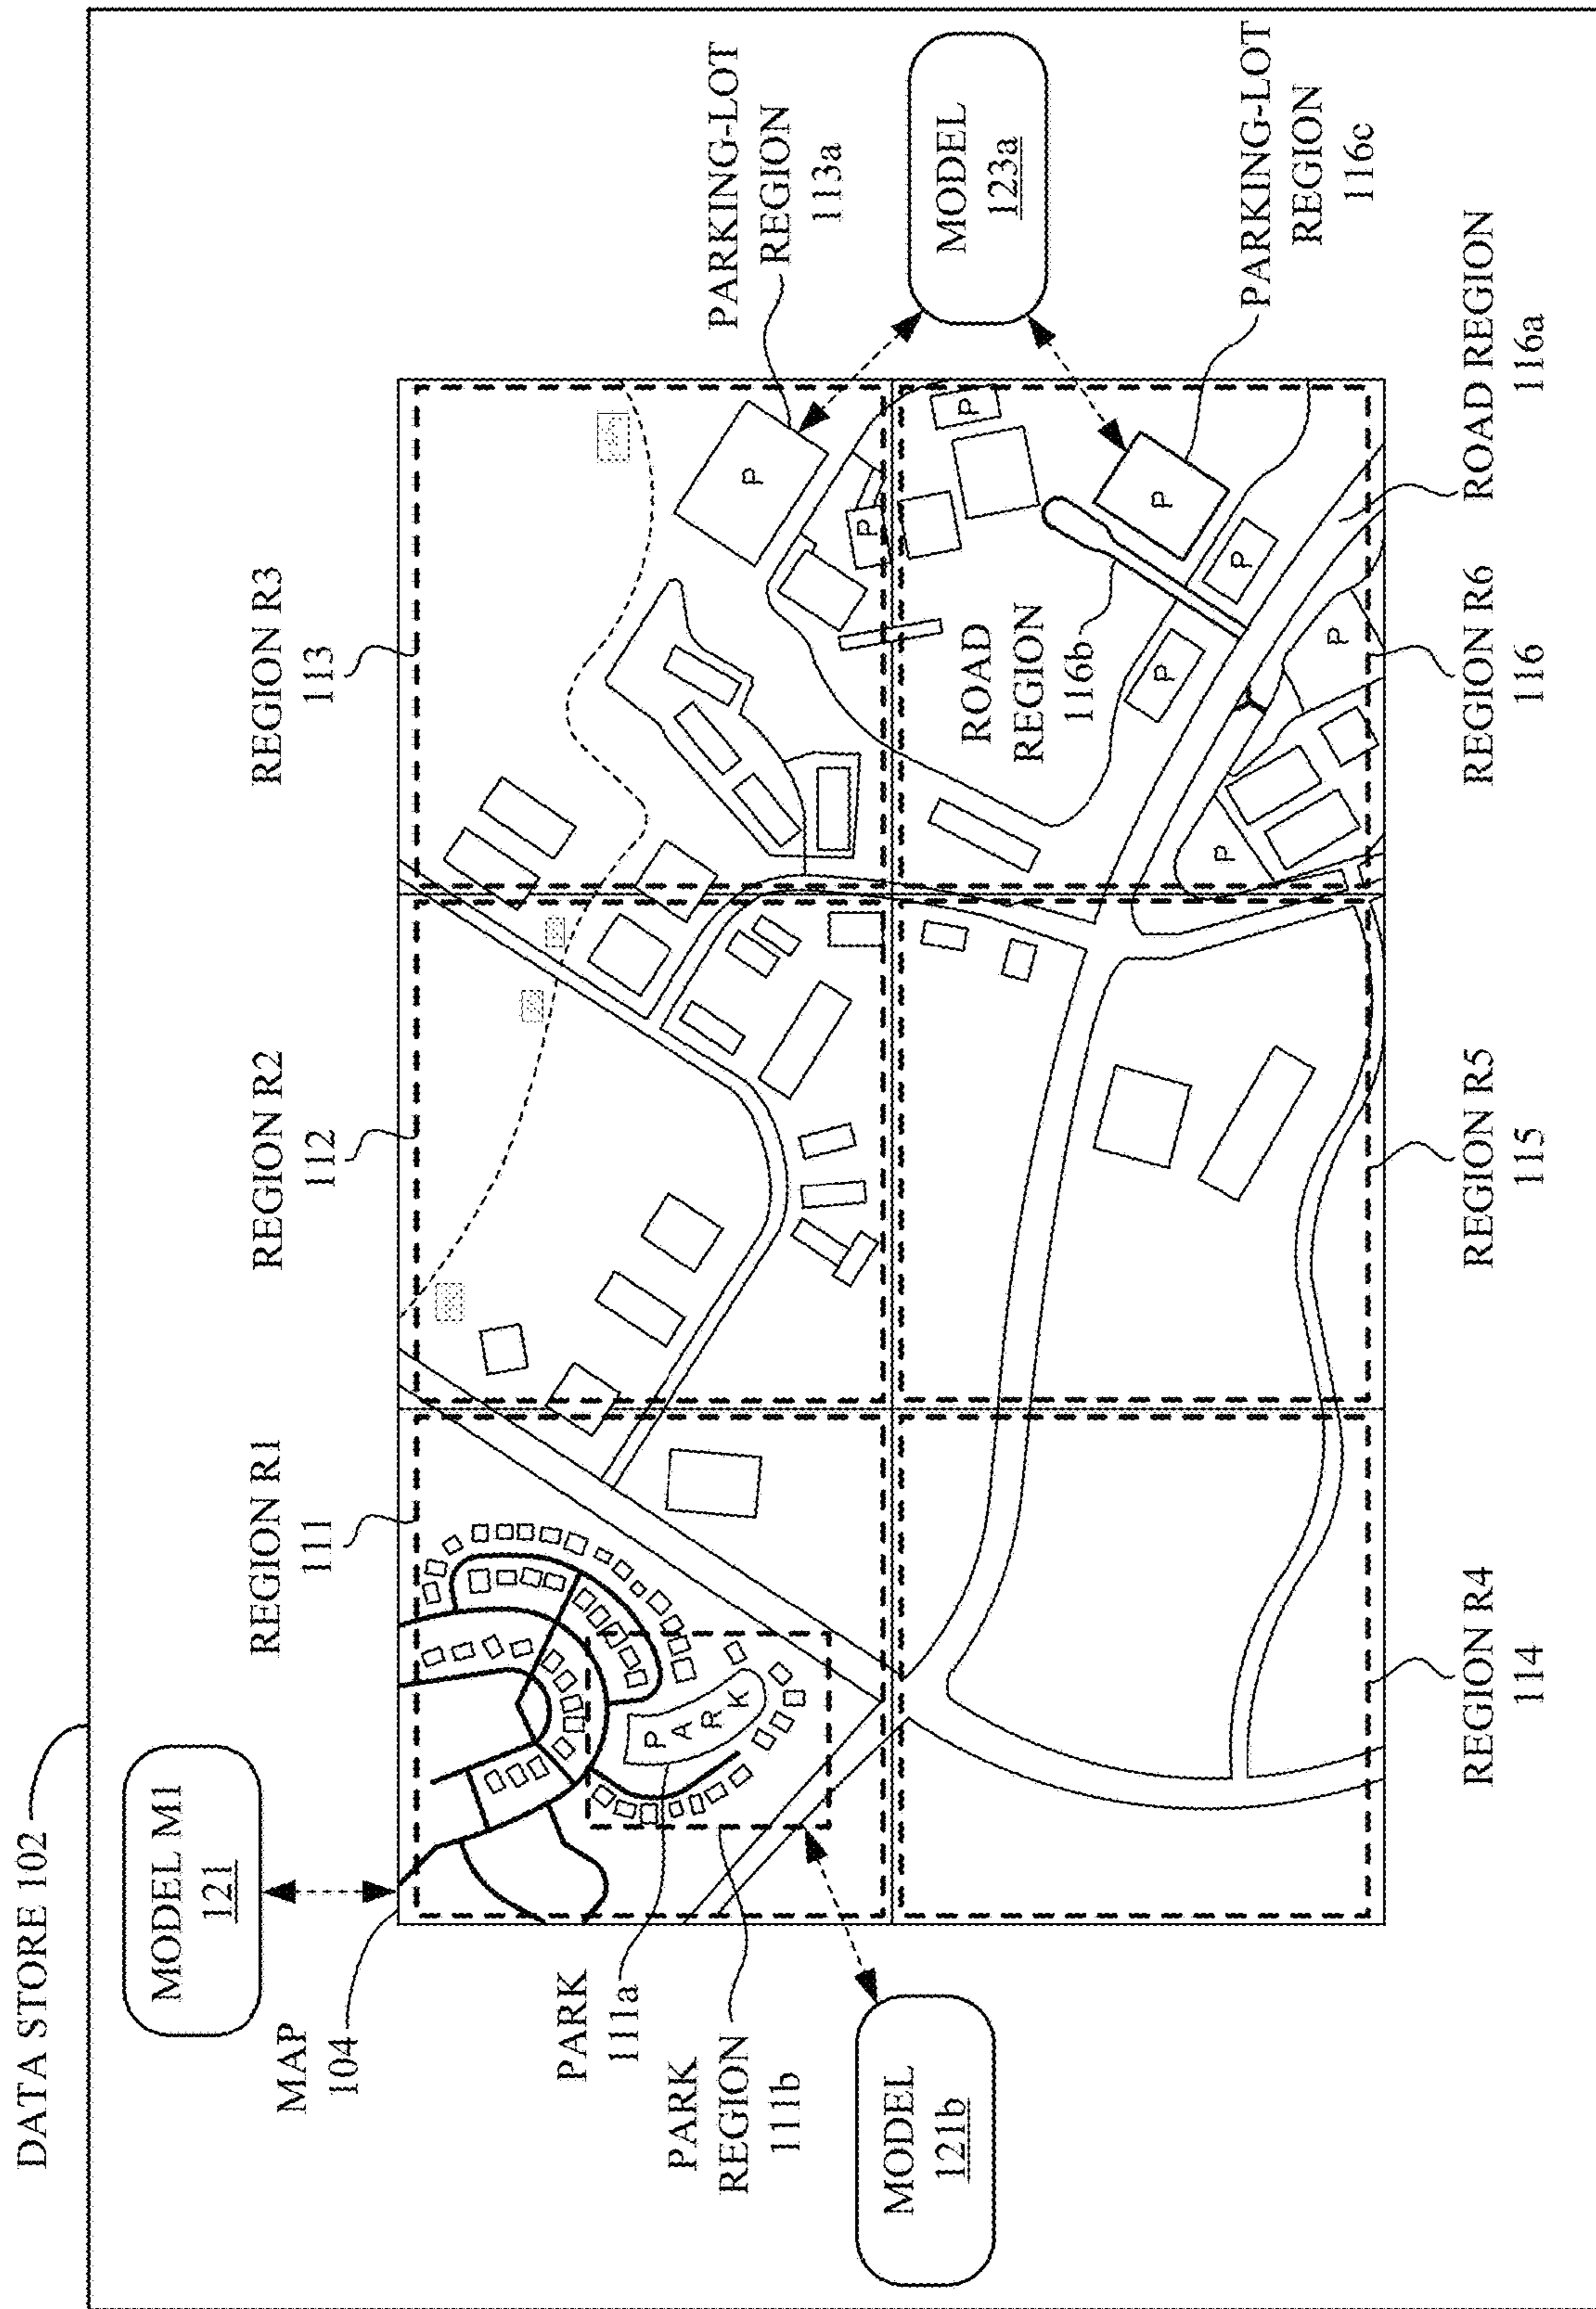 DATA STORE 102
MODEL M1
121
MAP
104
REGION R1
111
REGION R2
112
REGION R3
113
PARK
111a
PARK
REGION
111b
MODEL
121b
P
A
R
K
P
P
PARKING-LOT
REGION
113a
MODEL
123a
P
ROAD
REGION
116b
P
P
P
P
P
PARKING-LOT
REGION
116c
ROAD REGION
116a
REGION R4
114
REGION R5
115
REGION R6
116